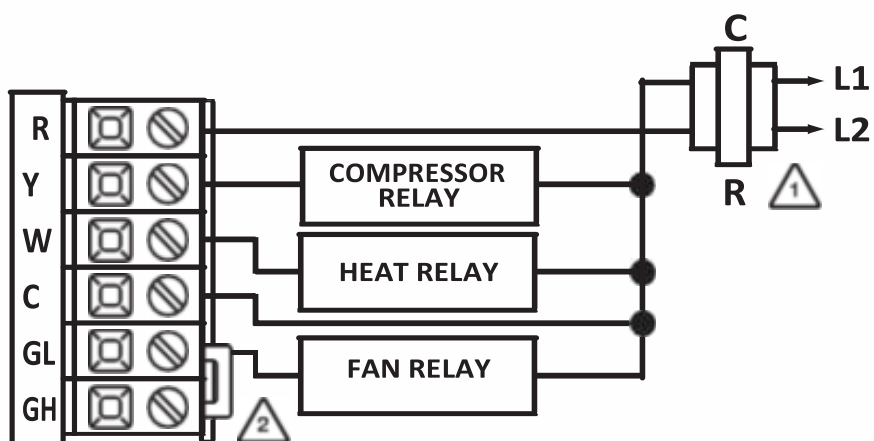 C
L1
R
L2
COMPRESSOR
RELAY
Y
R
1
W
HEAT RELAY
C
GL
FAN RELAY
GH
2